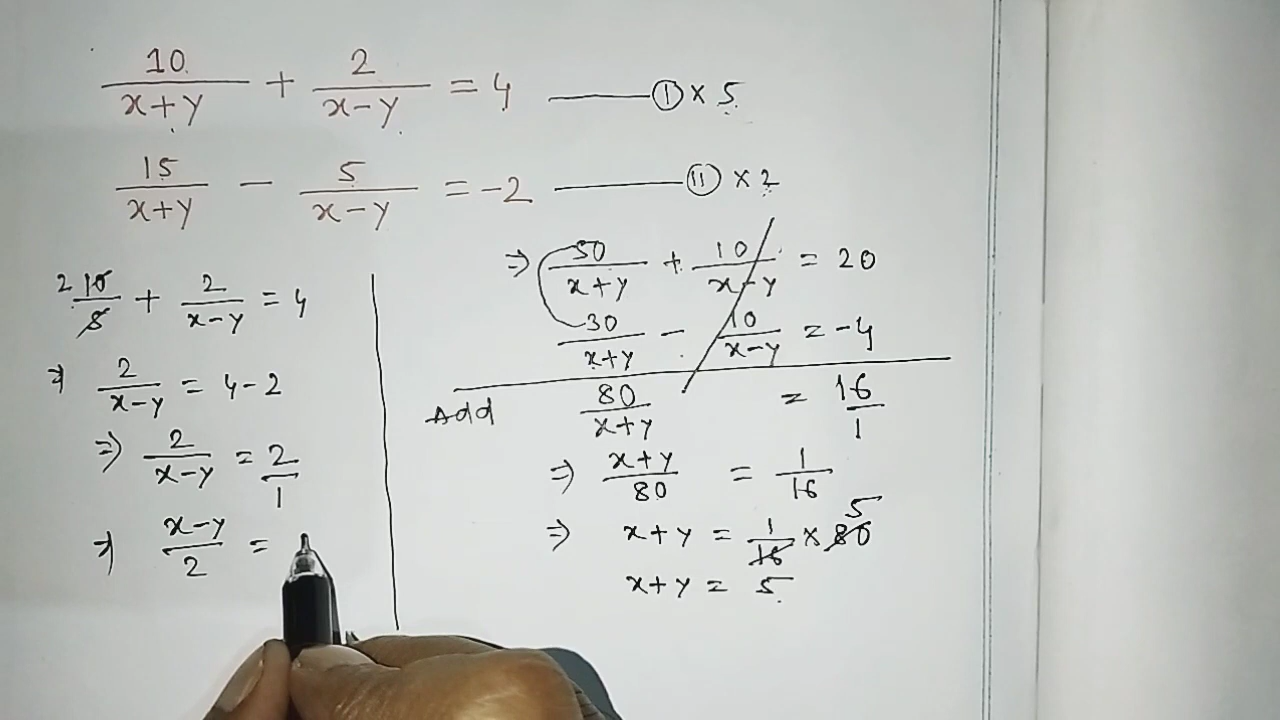 10/(x+y) + 2/(x-y) = 4 —— (I) × 5
15/(x+y) - 5/(x-y) = -2 —— (II) × 2
⇒ 50/(x+y) + 10/(x-y) = 20
30/(x+y) - 10/(x-y) = -4
Add 80/(x+y) = 16/1
⇒ (x+y)/80 = 1/16
⇒ x+y = 1/16 × 80 5
x+y = 5
2 10/5 + 2/(x-y) = 4
⇒ 2/(x-y) = 4-2
⇒ 2/(x-y) = 2/1
⇒ (x-y)/2 =